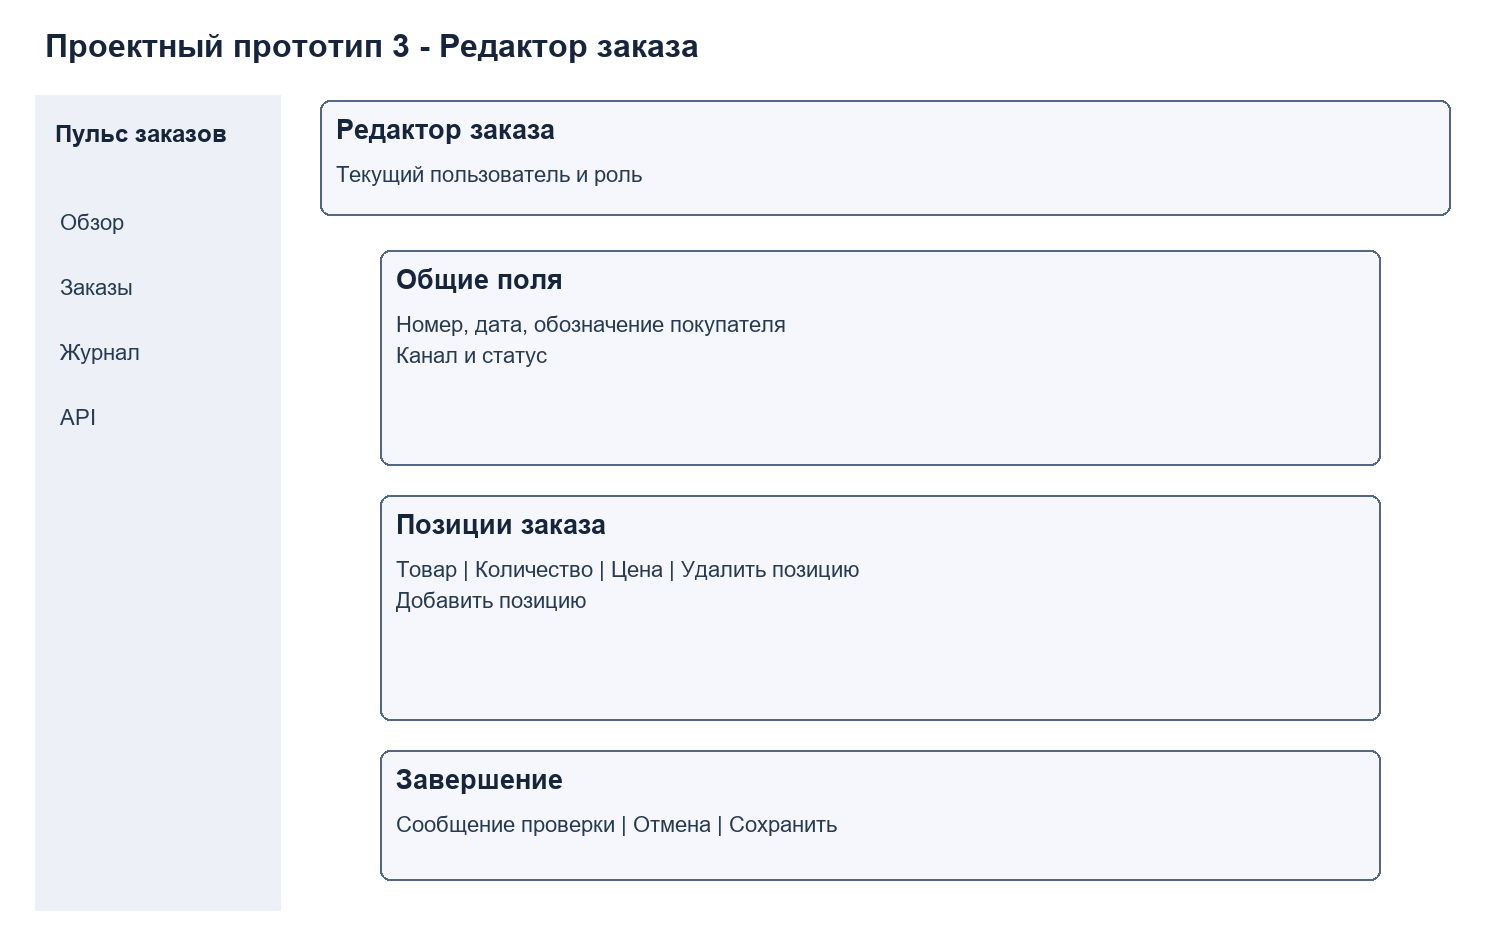 Проектный прототип 3 - Редактор заказа
Пульс заказов
Обзор
Заказы
Журнал
API
Редактор заказа
Текущий пользователь и роль
Общие поля
Номер, дата, обозначение покупателя
Канал и статус
Позиции заказа
Товар | Количество | Цена | Удалить позицию
Добавить позицию
Завершение
Сообщение проверки | Отмена | Сохранить